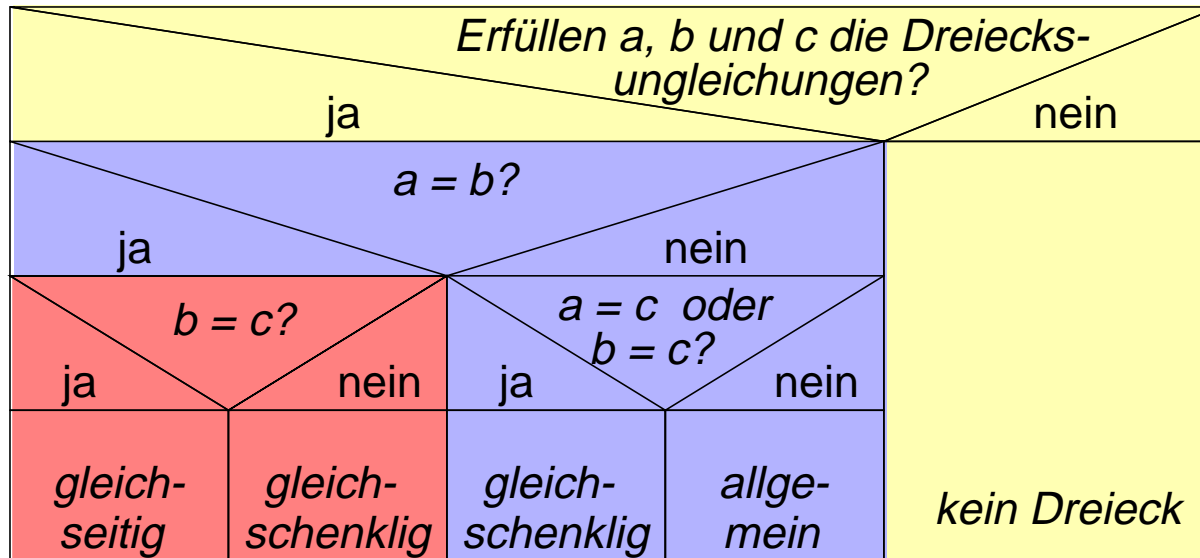 Erfüllen a, b und c die Dreiecks-
ungleichungen?
ja
nein
a = b?
ja
nein
b = c?
ja
nein
a = c oder
b = c?
ja
nein
gleich-
seitig
gleich-
schenklig
gleich-
schenklig
allge-
mein
kein Dreieck